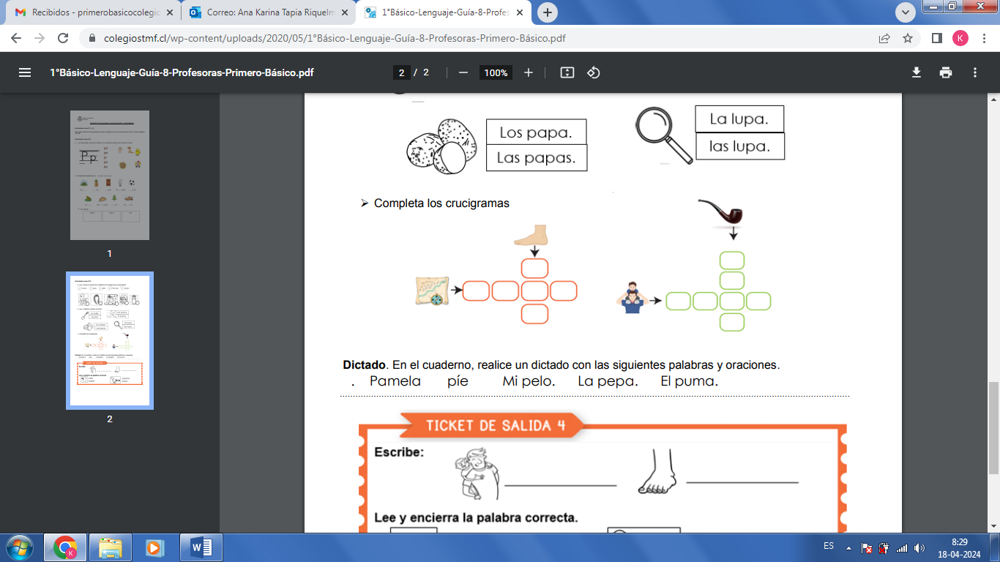 Recibidos - primerobasicocolegic
Correo: Ana Karina Tapia Riquelm
1°Básico-Lenguaje-Guía-8-Profes
colegiostmf.cl/wp-content/uploads/2020/05/1°Básico-Lenguaje-Guía-8-Profesoras-Primero-Básico.pdf
K
1°Básico-Lenguaje-Guía-8-Profesoras-Primero-Básico.pdf
2 / 2
100%
1
2
Los papa.
Las papas.
La lupa.
las lupa.
Completa los crucigramas
Dictado. En el cuaderno, realice un dictado con las siguientes palabras y oraciones.
. Pamela píe Mi pelo. La pepa. El puma.
TICKET DE SALIDA 4
Escribe:
Lee y encierra la palabra correcta.
ES
8:29
18-04-2024